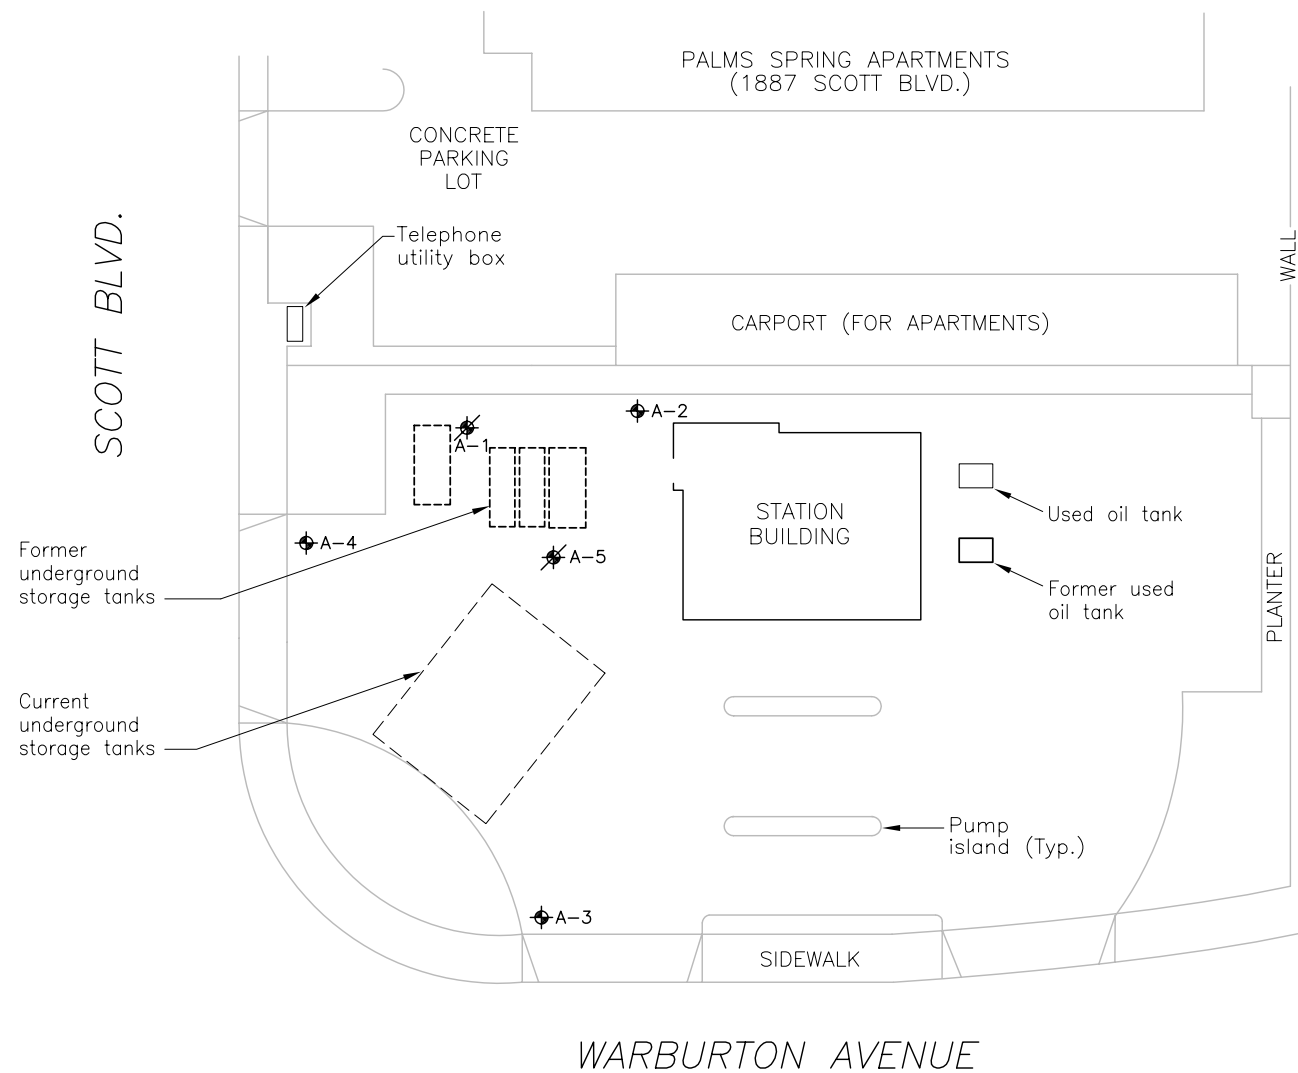 PALMS SPRING APARTMENTS
(1887 SCOTT BLVD.)
CONCRETE
PARKING
LOT
SCOTT BLVD.
Telephone
utility box
WALL
CARPORT (FOR APARTMENTS)
A-2
A-1
STATION
BUILDING
Used oil tank
A-4
A-5
Former
underground
storage tanks
Former used
oil tank
PLANTER
Current
underground
storage tanks
Pump
island (Typ.)
A-3
SIDEWALK
WARBURTON AVENUE